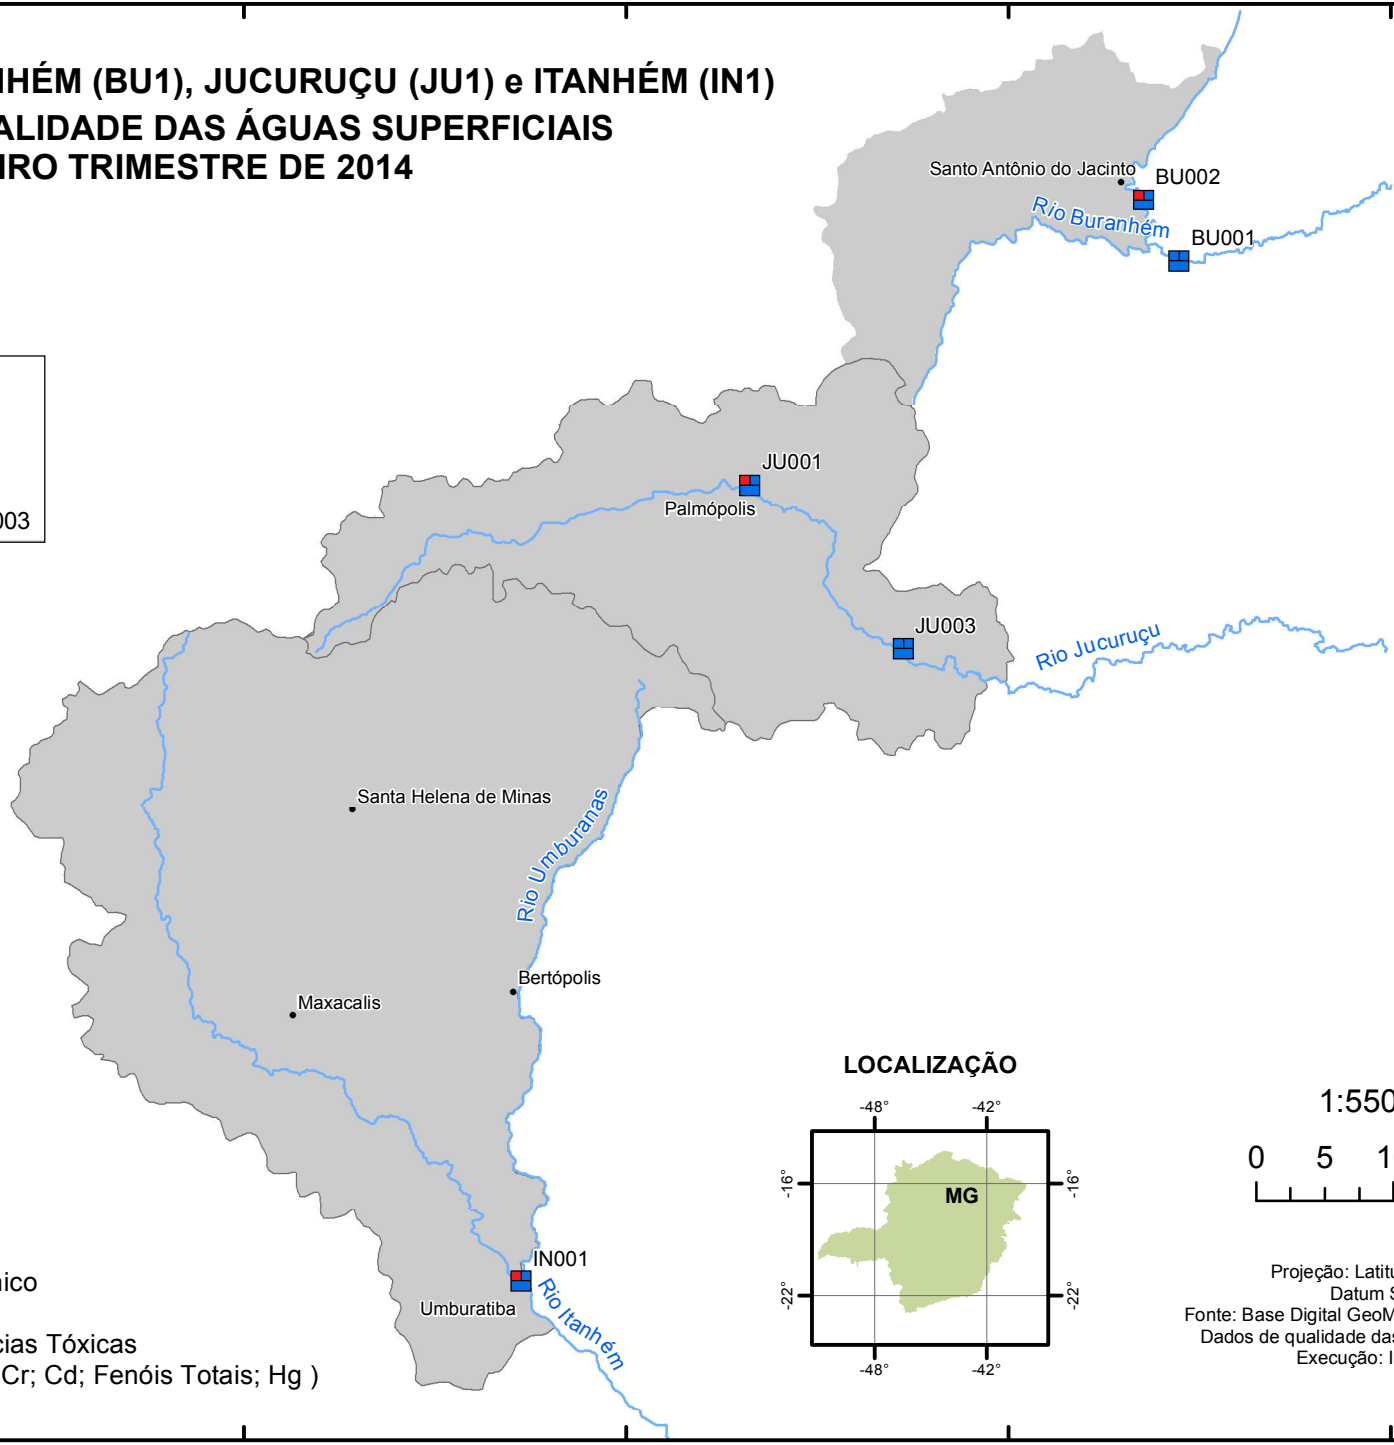 NHÉM (BU1), JUCURUÇU (JU1) e ITANHÉM (IN1)
ALIDADE DAS ÁGUAS SUPERFICIAIS
IRO TRIMESTRE DE 2014
Santo Antônio do Jacinto
BU002
Rio Buranhém
BU001
003
JU001
Palmópolis
JU003
Rio Jucuruçu
Santa Helena de Minas
Rio Umburanas
Bertópolis
Maxacalis
LOCALIZAÇÃO
-48° -42°
-16° -16°
MG
-22° -22°
-48° -42°
1:550
0 5 1
IN001
Umburatiba
Rio Itanhém
nico
cias Tóxicas
Cr; Cd; Fenóis Totais; Hg )
Projeção: Latitu
Datum S
Fonte: Base Digital GeoM
Dados de qualidade das
Execução: I